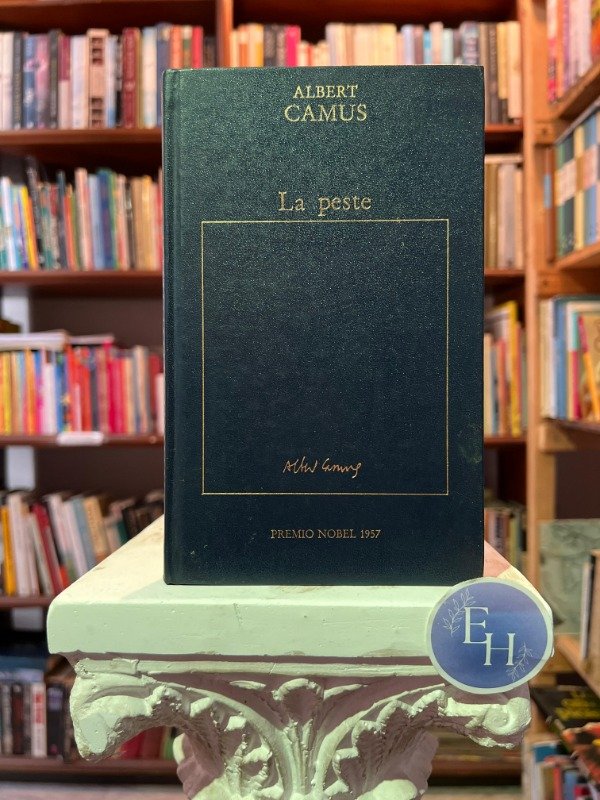 ALBERT
CAMUS
La peste
Albert Camus
PREMIO NOBEL 1957
EH